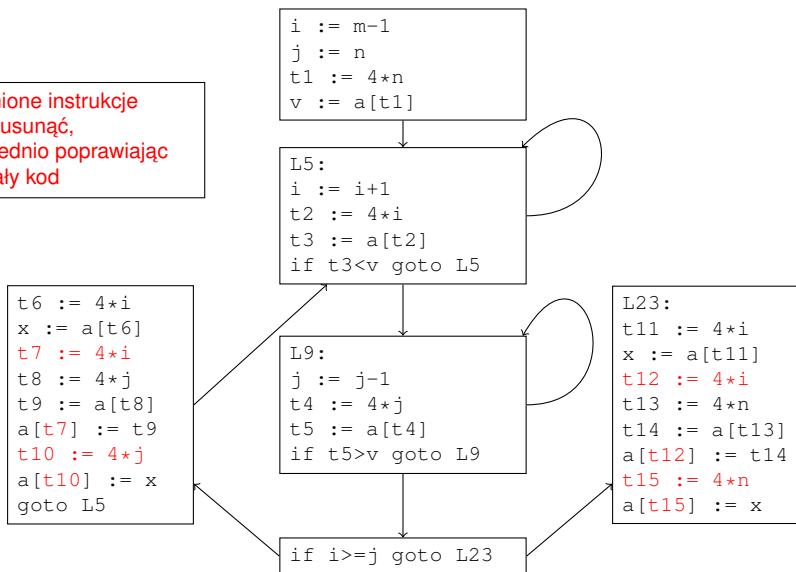 i := m-1
j := n
t1 := 4*n
v := a[t1]
instrukcje
usunąć,
poprawiając
kod
L5:
i := i+1
t2 := 4*i
t3 := a[t2]
if t3<v goto L5
t6 := 4*i
x := a[t6]
t7 := 4*i
t8 := 4*j
t9 := a[t8]
a[t7] := t9
t10 := 4*j
a[t10] := x
goto L5
L9:
j := j-1
t4 := 4*j
t5 := a[t4]
if t5>v goto L9
L23:
t11 := 4*i
x := a[t11]
t12 := 4*i
t13 := 4*n
t14 := a[t13]
a[t12] := t14
t15 := 4*n
a[t15] := x
if i>=j goto L23